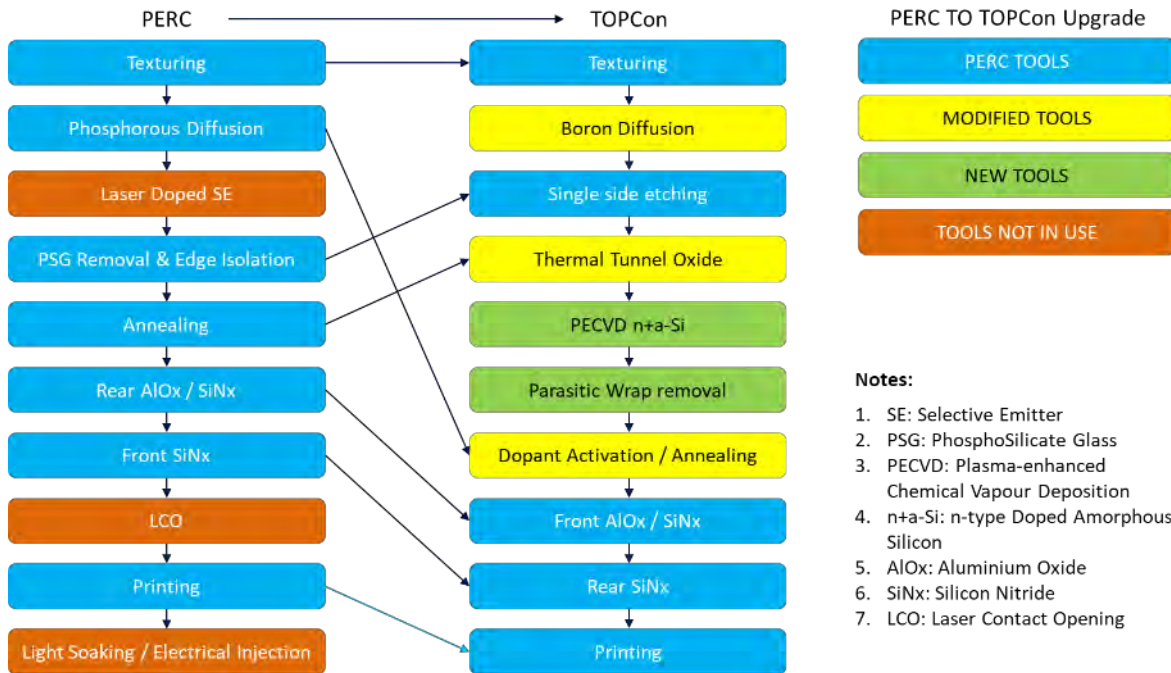 PERC
TOPCon
PERC TO TOPCon Upgrade
Texturing
Phosphorous Diffusion
Laser Doped SE
PSG Removal & Edge Isolation
Annealing
Rear AlOx / SiNx
Front SiNx
LCO
Printing
Light Soaking / Electrical Injection
Texturing
Boron Diffusion
Single side etching
Thermal Tunnel Oxide
PECVD n+a-Si
Parasitic Wrap removal
Dopant Activation / Annealing
Front AlOx / SiNx
Rear SiNx
Printing
PERC TOOLS
MODIFIED TOOLS
NEW TOOLS
TOOLS NOT IN USE
Notes:
1. SE: Selective Emitter
2. PSG: PhosphoSilicate Glass
3. PECVD: Plasma-enhanced
Chemical Vapour Deposition
4. n+a-Si: n-type Doped Amorphous
Silicon
5. AlOx: Aluminium Oxide
6. SiNx: Silicon Nitride
7. LCO: Laser Contact Opening